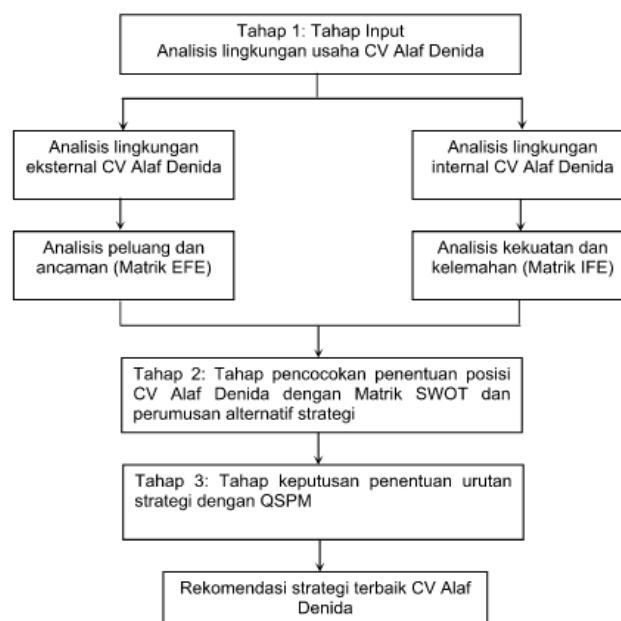 Tahap 1: Tahap Input
Analisis lingkungan usaha CV Alaf Denida
Analisis lingkungan
eksternal CV Alaf Denida
Analisis lingkungan
internal CV Alaf Denida
Analisis peluang dan
ancaman (Matrik EFE)
Analisis kekuatan dan
kelemahan (Matrik IFE)
Tahap 2: Tahap pencocokan penentuan posisi
CV Alaf Denida dengan Matrik SWOT dan
perumusan alternatif strategi
Tahap 3: Tahap keputusan penentuan urutan
strategi dengan QSPM
Rekomendasi strategi terbaik CV Alaf
Denida